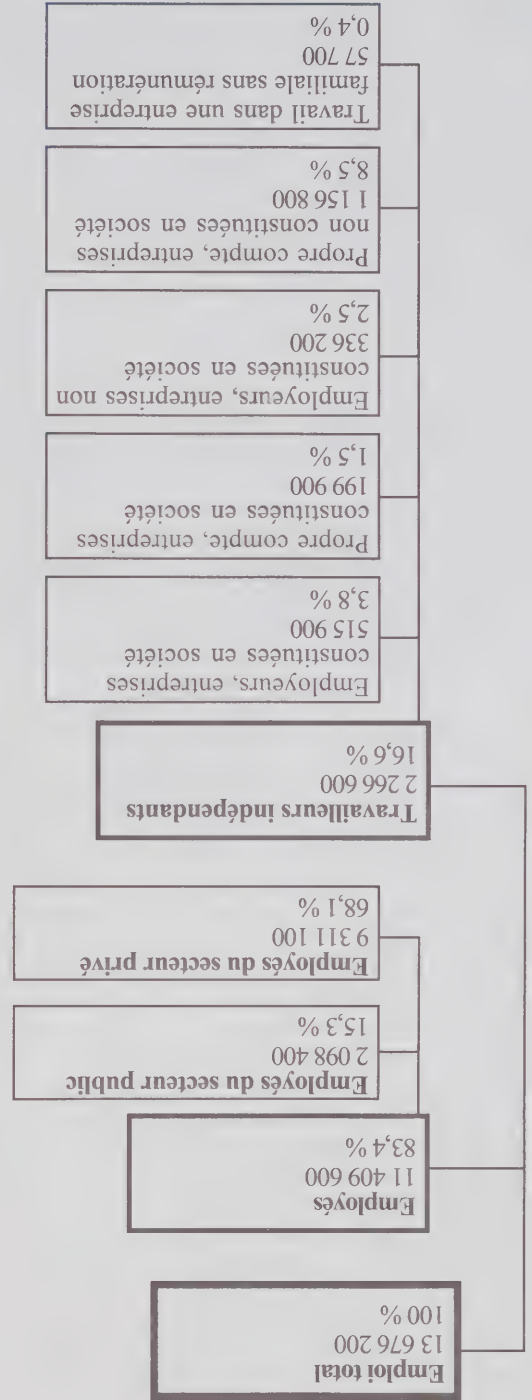 Emploi total
13 676 200
100 %
Employés
11 409 600
83,4 %
Employés du secteur public
2 098 400
15,3 %
Employés du secteur privé
9 311 100
68,1 %
Travailleurs indépendants
2 266 600
16,6 %
Employeurs, entreprises
constituées en société
515 900
3,8 %
Propre compte, entreprises
constituées en société
199 900
1,5 %
Employeurs, entreprises non
constituées en société
336 200
2,5 %
Propre compte, entreprises
non constituées en société
1 156 800
8,5 %
Travail dans une entreprise
familiale sans rémunération
57 700
0,4 %